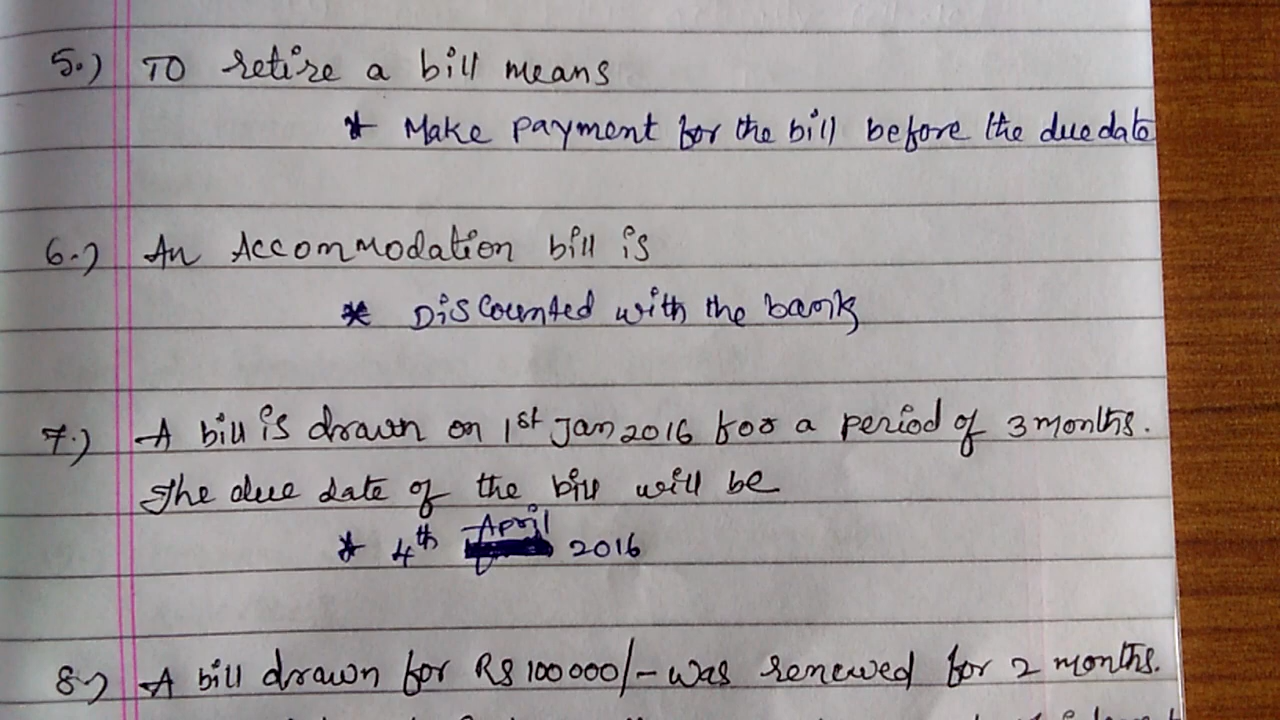 5.) TO retire a bill means
* Make payment for the bill before the due date
6.) An Accommodation bill is
* Discounted with the bank
7.) A bill is drawn on 1st Jan 2016 for a period of 3 months.
The due date of the bill will be
* 4th April 2016
8.) A bill drawn for RS 100000/- was renewed for 2 months.